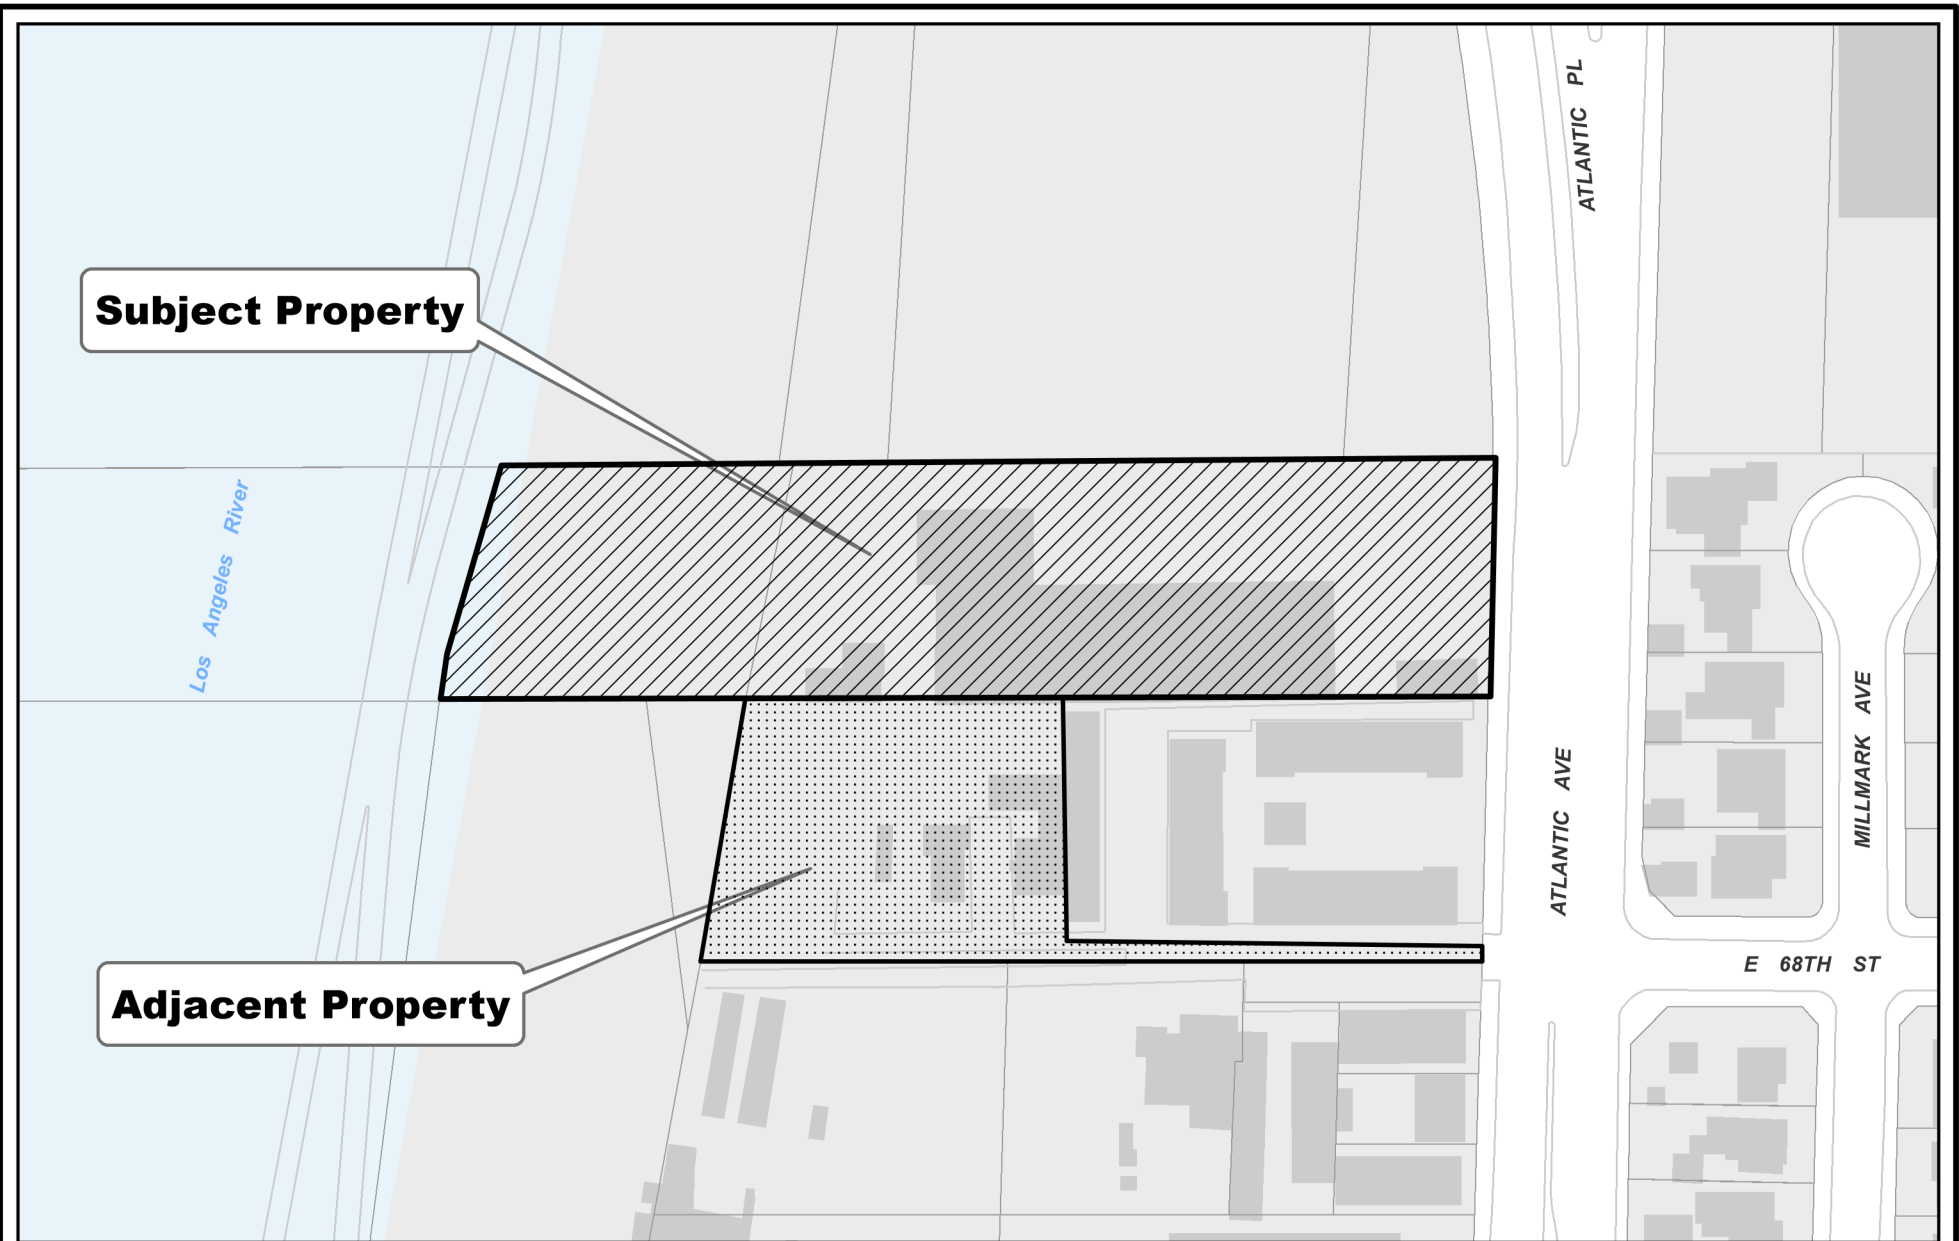 ATLANTIC PL
Subject Property
Los Angeles River
ATLANTIC AVE
MILLMARK AVE
E 68TH ST
Adjacent Property